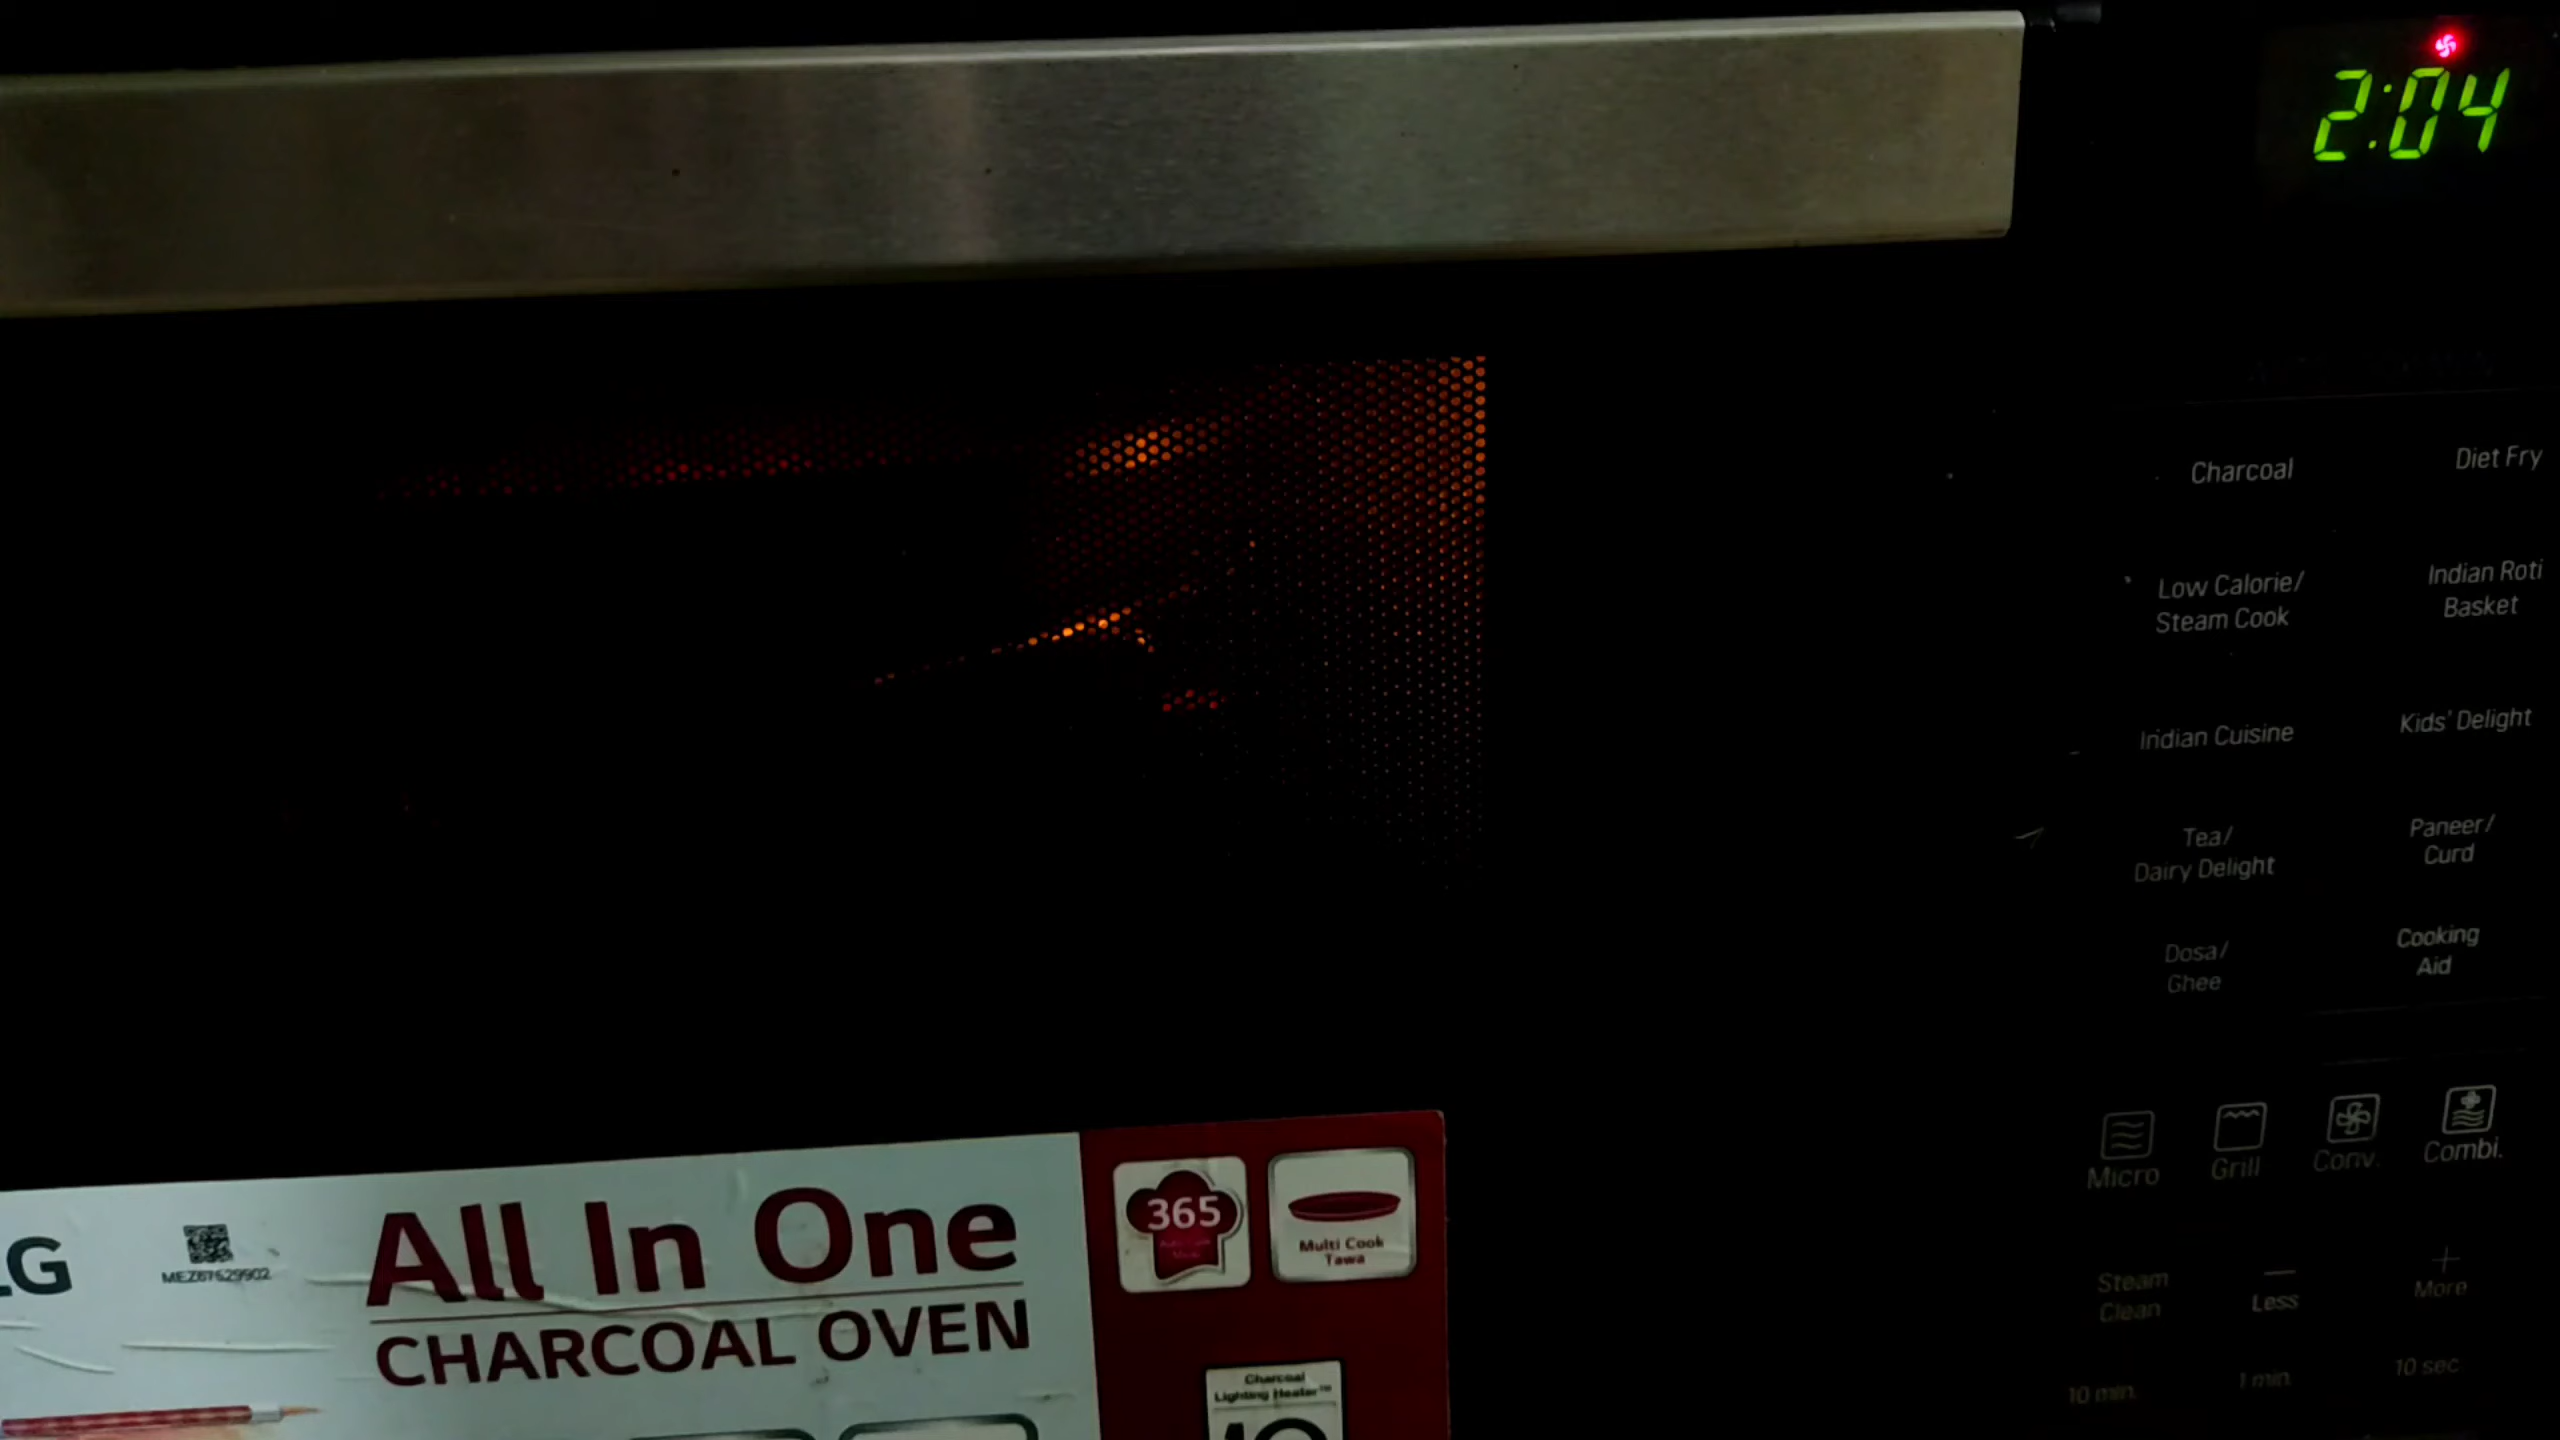 2:04
Charcoal
Diet Fry
Low Calorie/
Steam Cook
Indian Roti
Basket
Indian Cuisine
Kids' Delight
Tea/
Dairy Delight
Paneer/
Curd
Dosa/
Ghee
Cooking
Aid
Micro
Grill
Conv.
Combi.
Steam
Clean
Less
More
10 min.
1 min.
10 sec
LG
MEZ67629902
All In One
CHARCOAL OVEN
365
Multi Cook
Tawa
Charcoal
Lighting Heater™